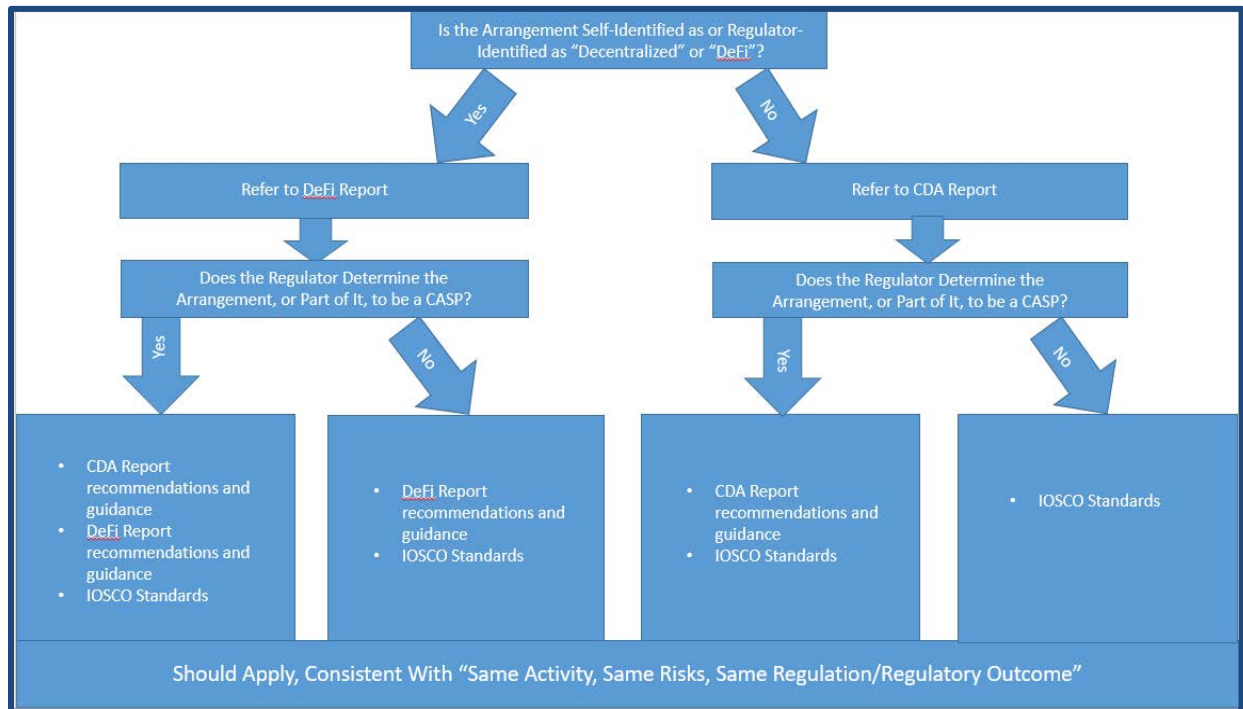 Is the Arrangement Self-Identified as or Regulator-
Identified as “Decentralized” or “DeFi”?
Yes
No
Refer to DeFi Report
Refer to CDA Report
Does the Regulator Determine the
Arrangement, or Part of It, to be a CASP?
Does the Regulator Determine the
Arrangement, or Part of It, to be a CASP?
Yes
No
Yes
No
• CDA Report
recommendations and
guidance
• DeFi Report
recommendations and
guidance
• IOSCO Standards
• DeFi Report
recommendations and
guidance
• IOSCO Standards
• CDA Report
recommendations and
guidance
• IOSCO Standards
• IOSCO Standards
Should Apply, Consistent With “Same Activity, Same Risks, Same Regulation/Regulatory Outcome”